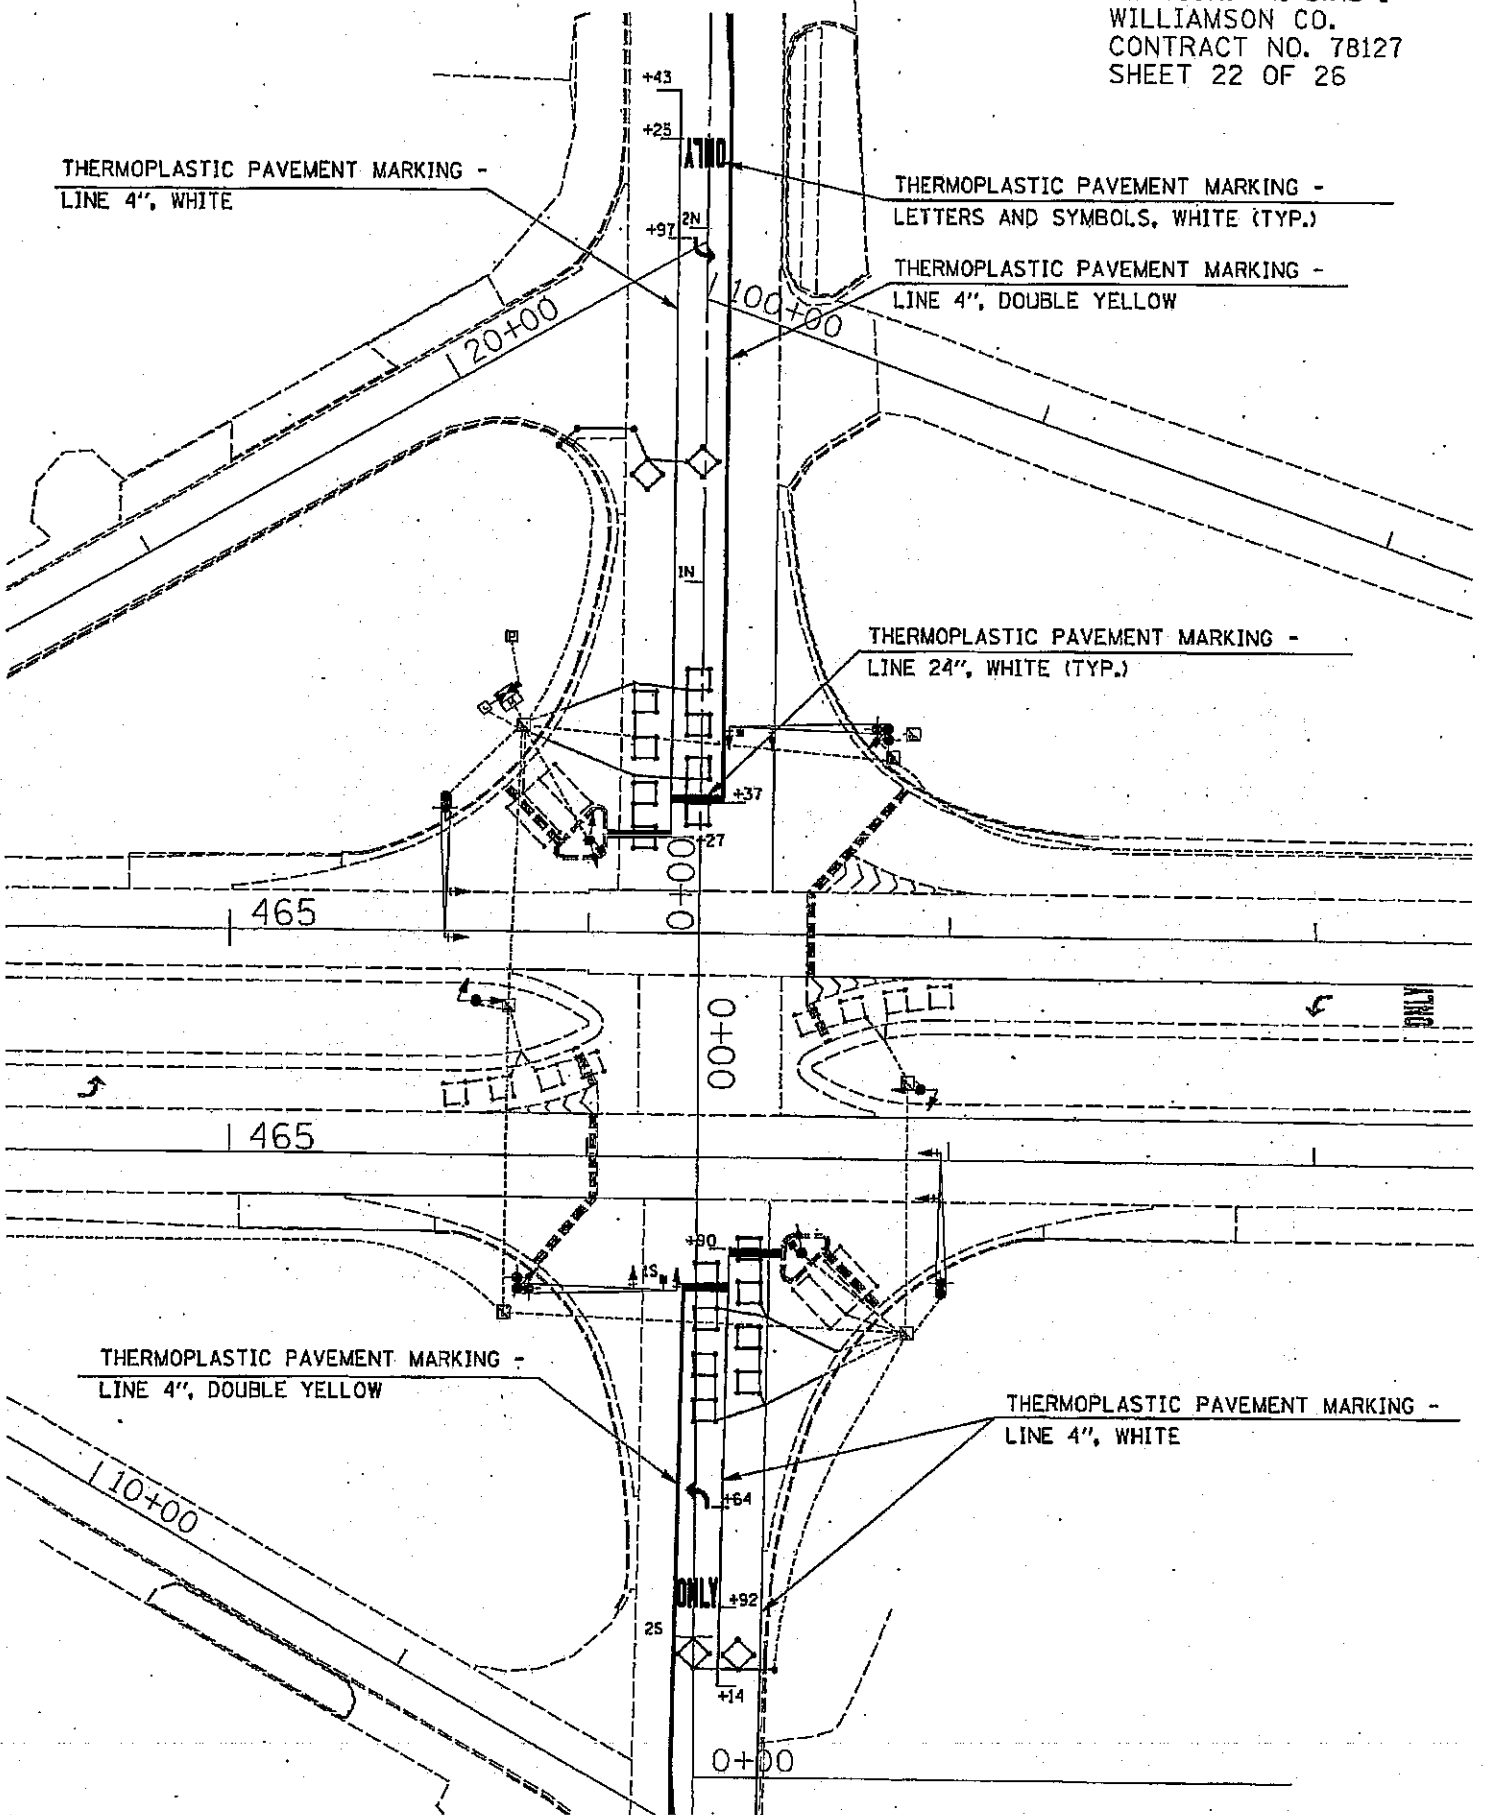 WILLIAMSON CO.
CONTRACT NO. 78127
SHEET 22 OF 26
+43
+25
ONLY
THERMOPLASTIC PAVEMENT MARKING -
LINE 4", WHITE
THERMOPLASTIC PAVEMENT MARKING -
LETTERS AND SYMBOLS, WHITE (TYP.)
2N
+97
THERMOPLASTIC PAVEMENT MARKING -
LINE 4", DOUBLE YELLOW
120+00
100+00
1N
THERMOPLASTIC PAVEMENT MARKING -
LINE 24", WHITE (TYP.)
+37
+27
0+00
465
0+00
ONLY
465
+90
1S
THERMOPLASTIC PAVEMENT MARKING -
LINE 4", DOUBLE YELLOW
THERMOPLASTIC PAVEMENT MARKING -
LINE 4", WHITE
110+00
+64
ONLY
+92
2S
+14
0+00